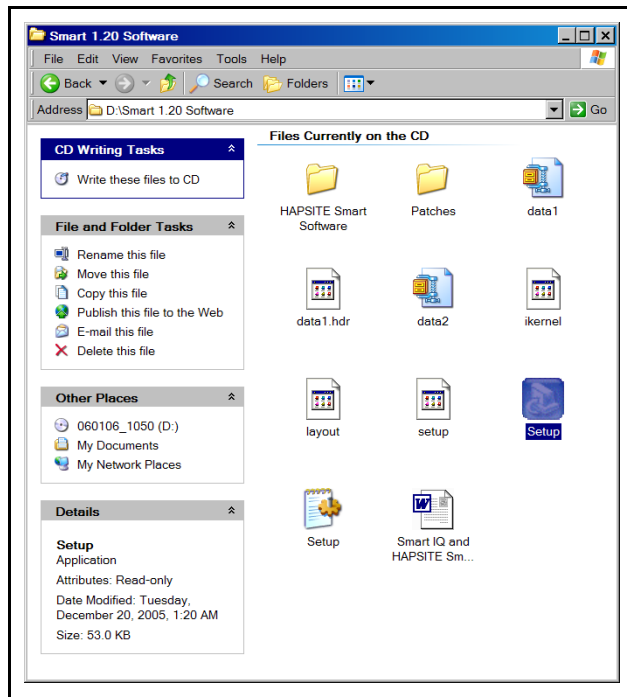 Smart 1.20 Software
File Edit View Favorites Tools Help
Back Search Folders
Address D:\Smart 1.20 Software Go
CD Writing Tasks
Write these files to CD
File and Folder Tasks
Rename this file
Move this file
Copy this file
Publish this file to the Web
E-mail this file
Delete this file
Other Places
060106_1050 (D:)
My Documents
My Network Places
Details
Setup
Application
Attributes: Read-only
Date Modified: Tuesday,
December 20, 2005, 1:20 AM
Size: 53.0 KB
Files Currently on the CD
HAPSITE Smart
Software
Patches
data1
data1.hdr
data2
ikernel
layout
setup
Setup
Setup
Smart IQ and
HAPSITE Sm...